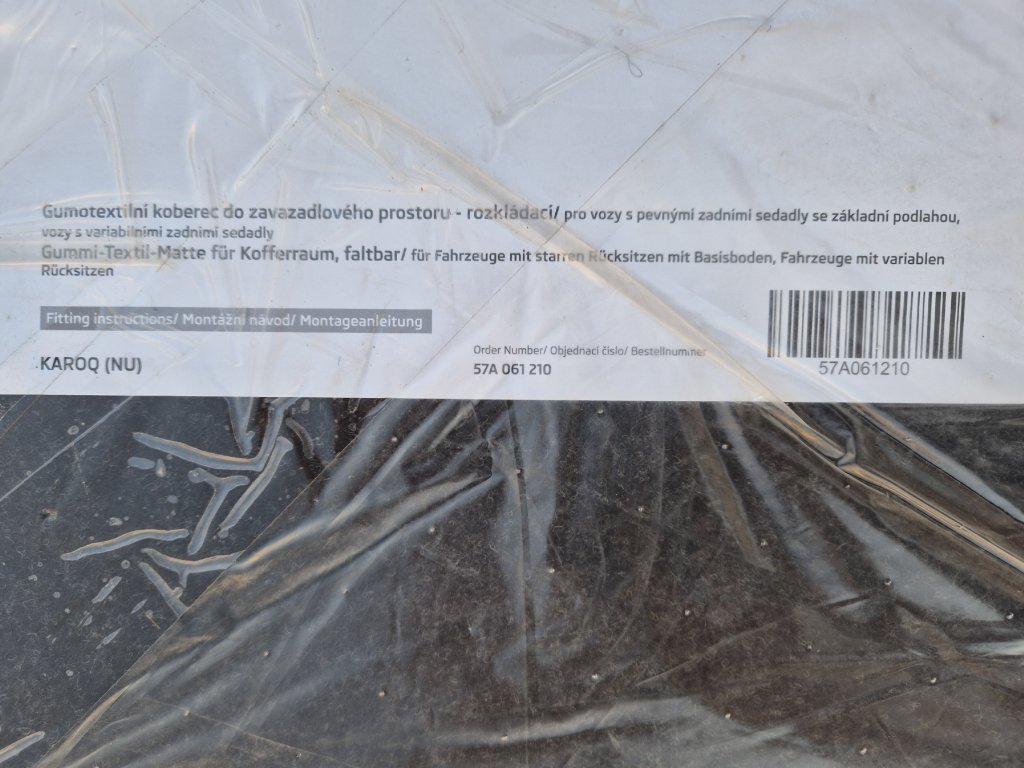 Gumotextilní koberec do zavazadlového prostoru - rozkládací/ pro vozy s pevnými zadními sedadly se základní podlahou,
vozy s variabilními zadními sedadly
Gummi-Textil-Matte für Kofferraum, faltbar/ für Fahrzeuge mit starren Rücksitzen mit Basisboden, Fahrzeuge mit variablen
Rücksitzen
Fitting instructions/ Montážní návod/ Montageanleitung
KAROQ (NU)
Order Number/ Objednací číslo/ Bestellnummer
57A 061 210
57A061210